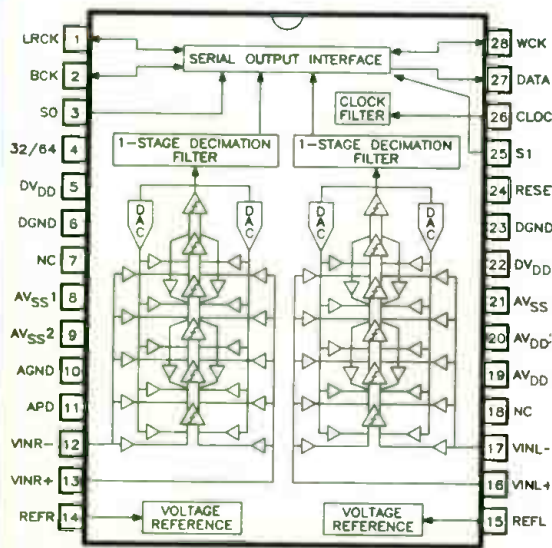 LRCK 1
BCK 2
S0 3
32/64 4
DVDD 5
DGND 6
NC 7
AVSS1 8
AVSS2 9
AGND 10
APD 11
VINR- 12
VINR+ 13
REFR 14
28 WCK
27 DATA
26 CLOC
25 S1
24 RESE
23 DGND
22 DVDD
21 AVSS
20 AVDD'
19 AVDD
18 NC
17 VINL-
16 VINL+
15 REFL
SERIAL OUTPUT INTERFACE
CLOCK
FILTER
1-STAGE DECIMATION
FILTER
1-STAGE DECIMATION
FILTER
DAC
DAC
DAC
DAC
VOLTAGE
REFERENCE
VOLTAGE
REFERENCE